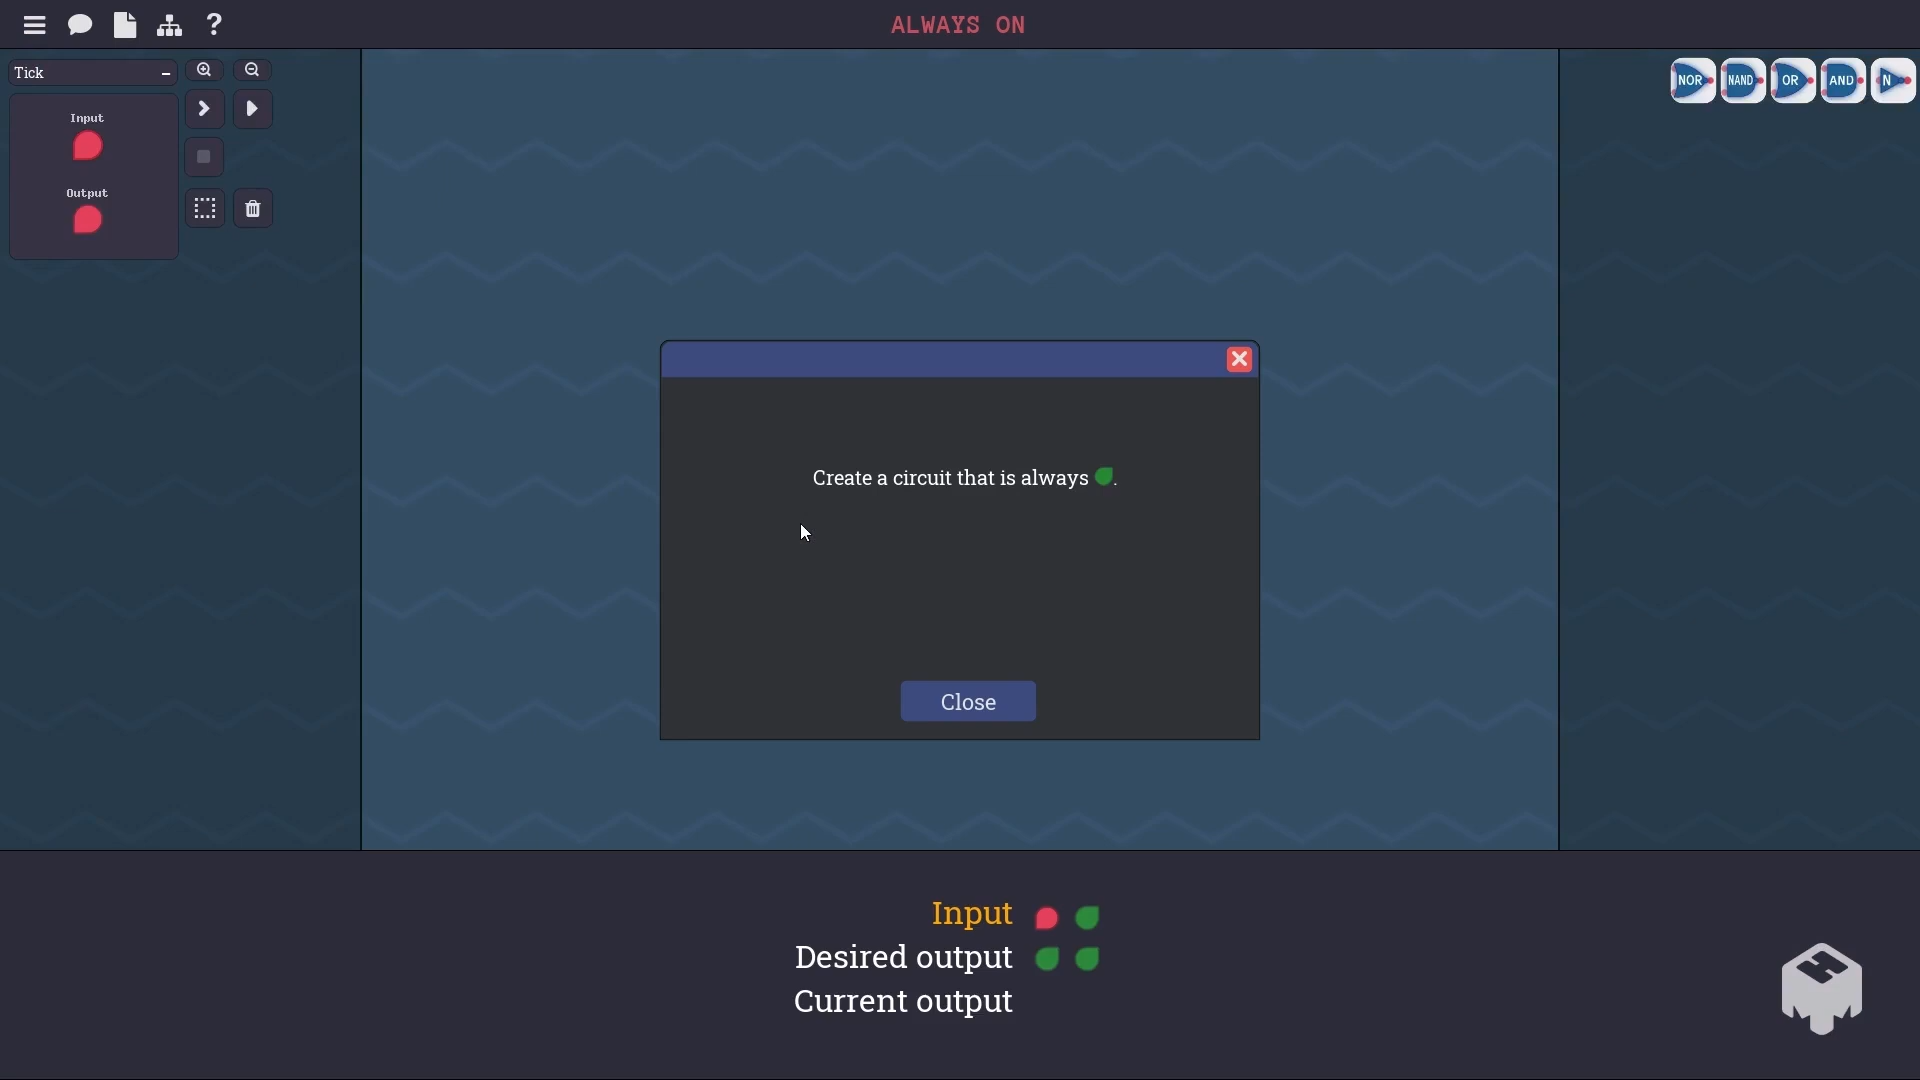 ALWAYS ON
Tick
Input
Output
NOR NAND OR AND N
Create a circuit that is always .
Close
Input
Desired output
Current output